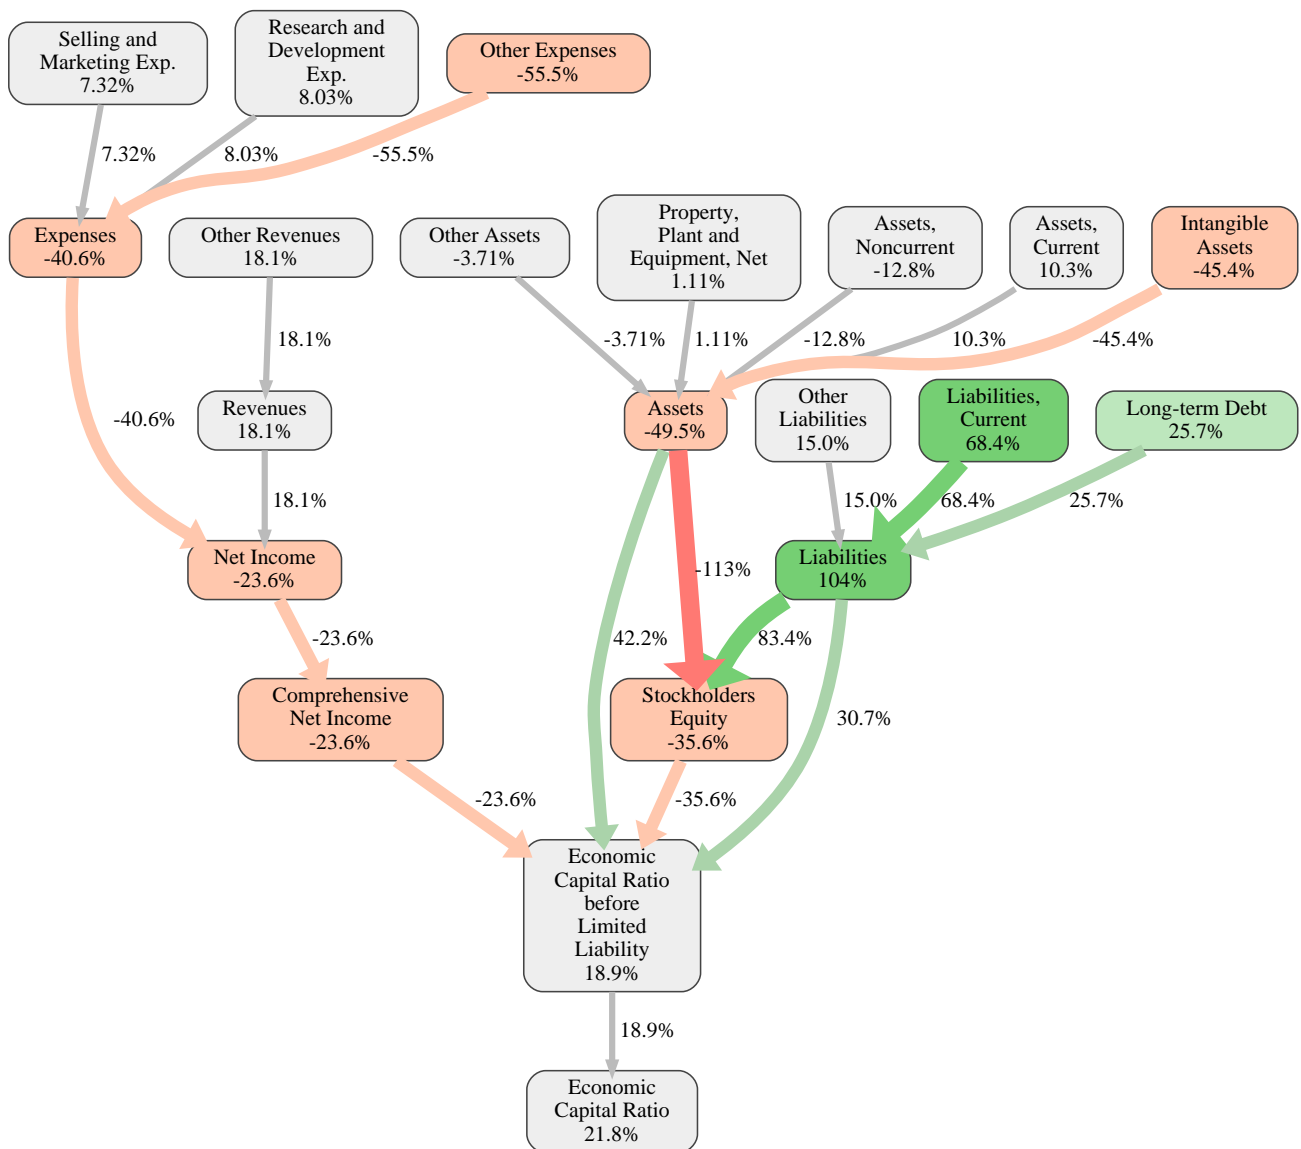 Selling and
Marketing Exp.
7.32%
Research and
Development
Exp.
8.03%
Other Expenses
-55.5%
7.32%
8.03%
-55.5%
Expenses
-40.6%
Other Revenues
18.1%
Other Assets
-3.71%
Property,
Plant and
Equipment, Net
1.11%
Assets,
Noncurrent
-12.8%
Assets,
Current
10.3%
Intangible
Assets
-45.4%
18.1%
-3.71%
1.11%
-12.8%
10.3%
-45.4%
-40.6%
Revenues
18.1%
Assets
-49.5%
Other
Liabilities
15.0%
Liabilities,
Current
68.4%
Long-term Debt
25.7%
18.1%
15.0%
68.4%
25.7%
Net Income
-23.6%
-113%
Liabilities
104%
-23.6%
42.2%
83.4%
30.7%
Comprehensive
Net Income
-23.6%
Stockholders
Equity
-35.6%
-23.6%
-35.6%
Economic
Capital Ratio
before
Limited
Liability
18.9%
18.9%
Economic
Capital Ratio
21.8%